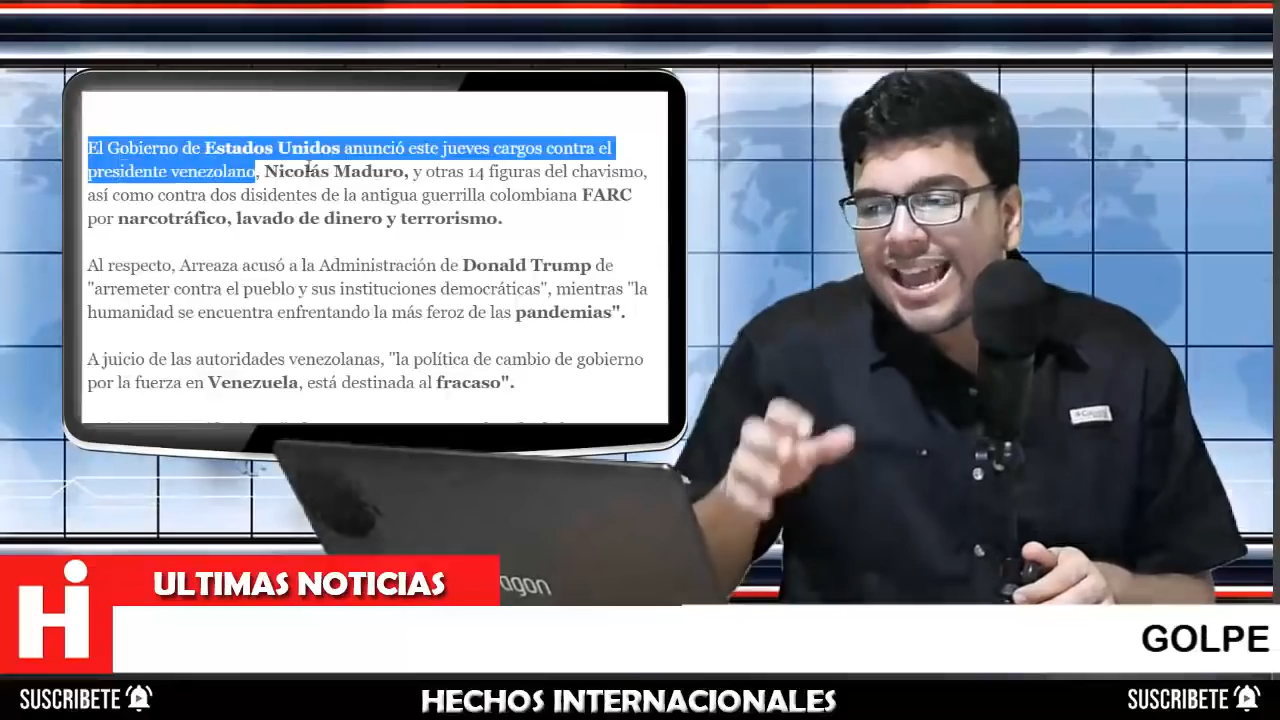 El Gobierno de Estados Unidos anunció este jueves cargos contra el
presidente venezolano, Nicolás Maduro, y otras 14 figuras del chavismo,
así como contra dos disidentes de la antigua guerrilla colombiana FARC
por narcotráfico, lavado de dinero y terrorismo.
Al respecto, Arreaza acusó a la Administración de Donald Trump de
"arremeter contra el pueblo y sus instituciones democráticas", mientras "la
humanidad se encuentra enfrentando la más feroz de las pandemias".
A juicio de las autoridades venezolanas, "la política de cambio de gobierno
por la fuerza en Venezuela, está destinada al fracaso".
Hi
ULTIMAS NOTICIAS
agon
GOLPE
SUSCRIBETE
HECHOS INTERNACIONALES
SUSCRIBETE